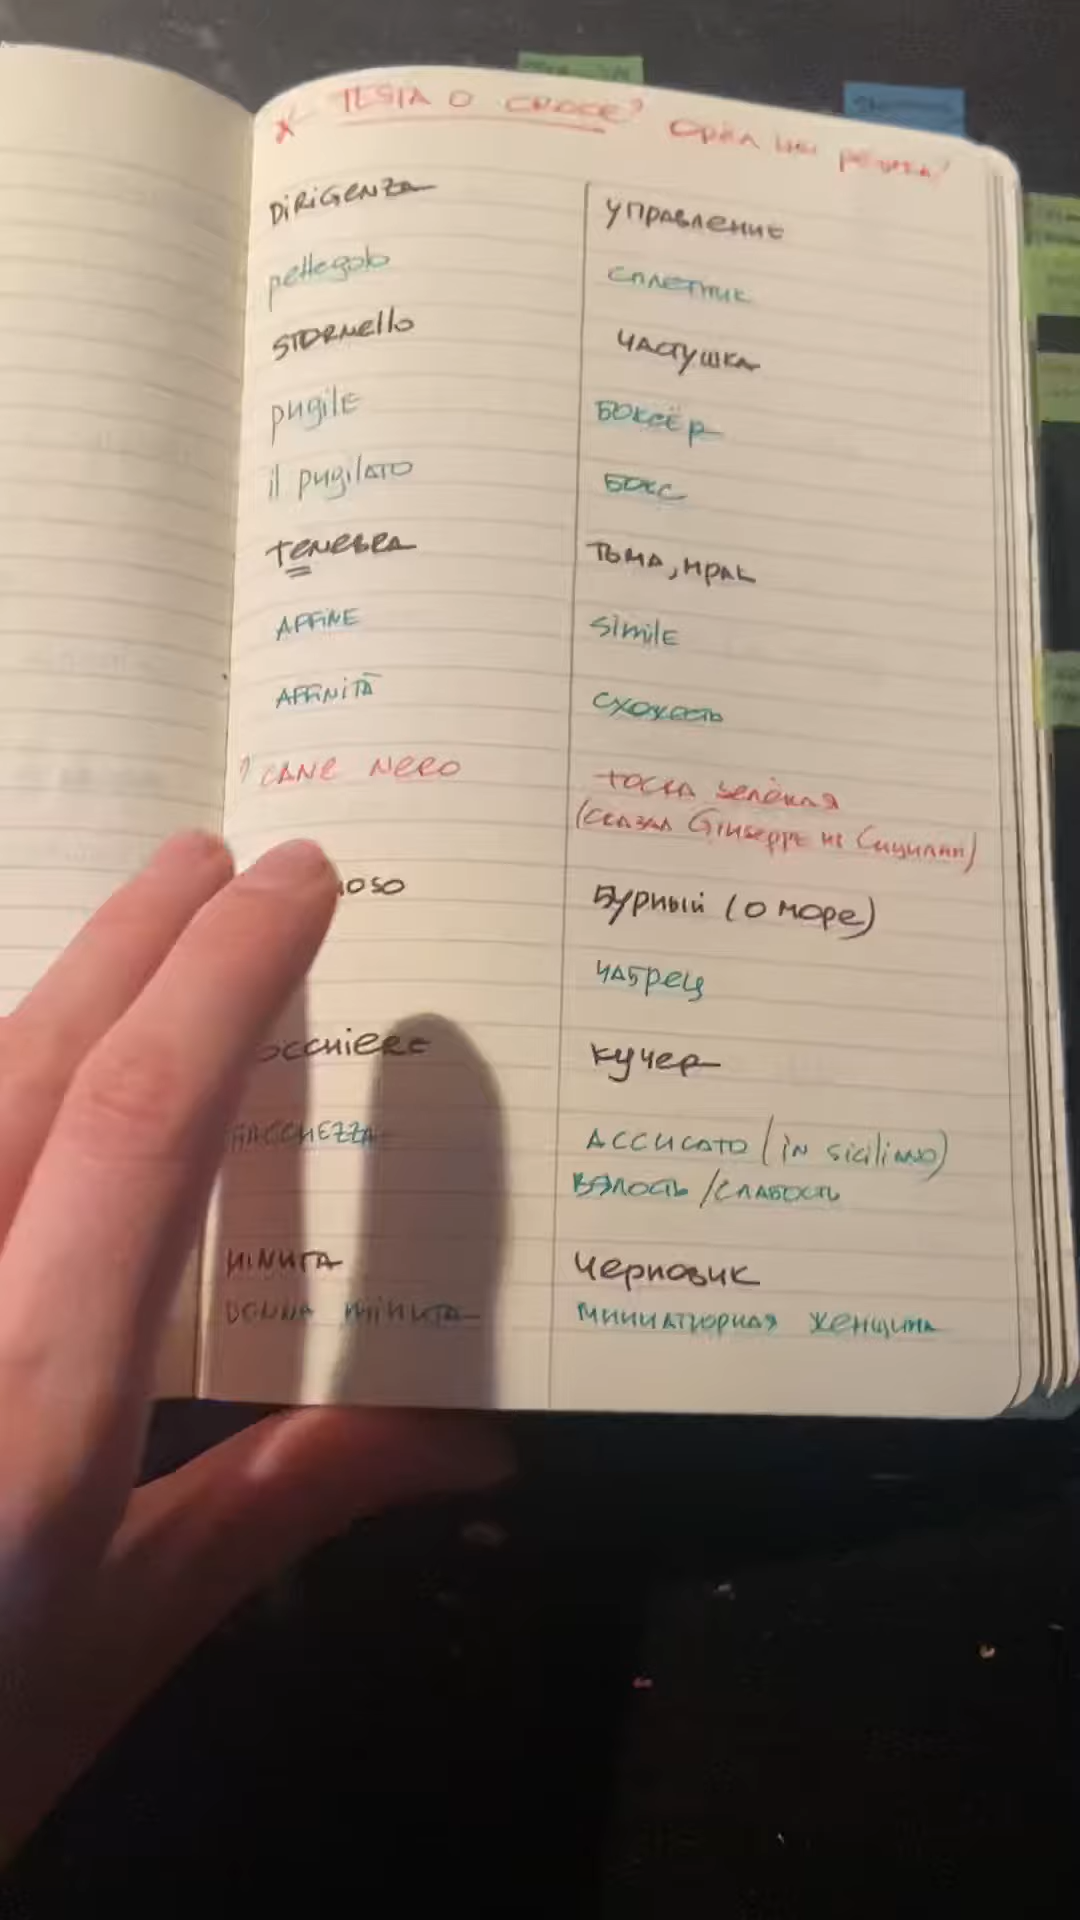 TESTA O CROCE? Орёл или решка?
DIRIGENZA управление
pettegolo сплетник
STORNello частушка
pugile боксёр
il pugilato бокс
TENEBRA тьма, мрак
AFFINE simile
AFFINITÀ схожесть
CANE NERO тоска зелёная
(сказал Giuseppe из Сицилии)
бурный (о море)
чабрец
кучер
ACCUCATO (in siciliano)
вялость / слабость
MINUTA черновик
DONNA MINUTA миниатюрная женщина